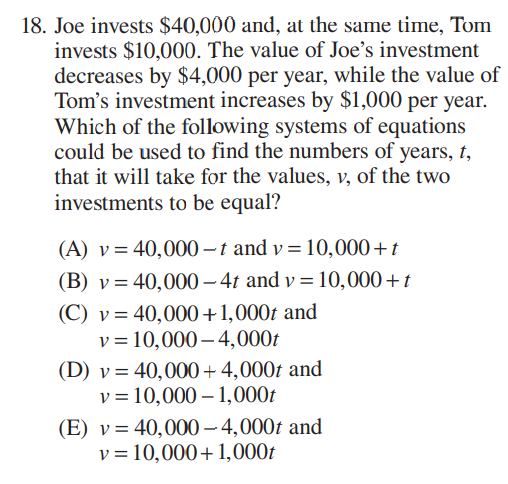 18. Joe invests $40,000 and, at the same time, Tom
invests $10,000. The value of Joe's investment
decreases by $4,000 per year, while the value of
Tom's investment increases by $1,000 per year.
Which of the following systems of equations
could be used to find the numbers of years, t,
that it will take for the values, v, of the two
investments to be equal?
(A) v = 40,000 – t and v = 10,000 + t
(B) v = 40,000 – 4t and v = 10,000 + t
(C) v = 40,000 + 1,000t and
v = 10,000 – 4,000t
(D) v = 40,000 + 4,000t and
v = 10,000 – 1,000t
(E) v = 40,000 – 4,000t and
v = 10,000 + 1,000t